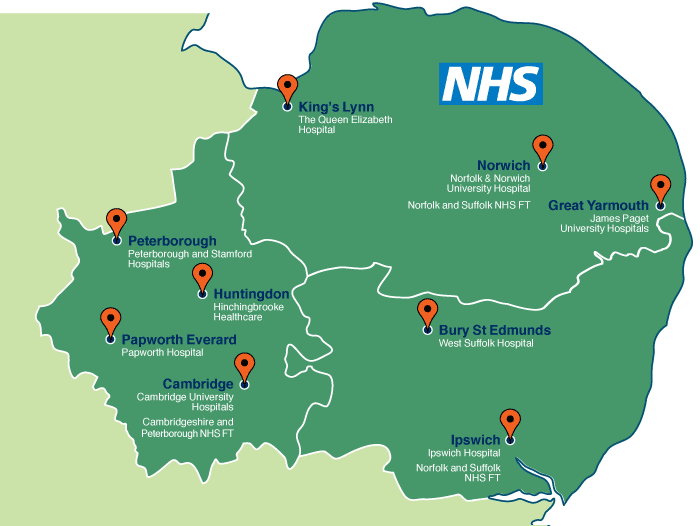 NHS
King's Lynn
The Queen Elizabeth
Hospital
Norwich
Norfolk & Norwich
University Hospital
Norfolk and Suffolk NHS FT
Great Yarmouth
James Paget
University Hospitals
Peterborough
Peterborough and Stamford
Hospitals
Huntingdon
Hinchingbrooke
Healthcare
Papworth Everard
Papworth Hospital
Bury St Edmunds
West Suffolk Hospital
Cambridge
Cambridge University
Hospitals
Cambridgeshire and
Peterborough NHS FT
Ipswich
Ipswich Hospital
Norfolk and Suffolk
NHS FT